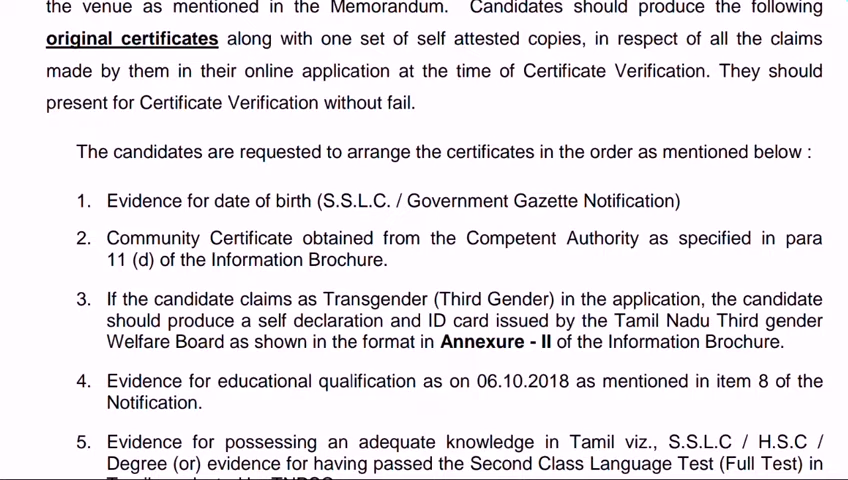 the venue as mentioned in the Memorandum. Candidates should produce the following
original certificates along with one set of self attested copies, in respect of all the claims
made by them in their online application at the time of Certificate Verification. They should
present for Certificate Verification without fail.
The candidates are requested to arrange the certificates in the order as mentioned below :
1. Evidence for date of birth (S.S.L.C. / Government Gazette Notification)
2. Community Certificate obtained from the Competent Authority as specified in para
11 (d) of the Information Brochure.
3. If the candidate claims as Transgender (Third Gender) in the application, the candidate
should produce a self declaration and ID card issued by the Tamil Nadu Third gender
Welfare Board as shown in the format in Annexure - II of the Information Brochure.
4. Evidence for educational qualification as on 06.10.2018 as mentioned in item 8 of the
Notification.
5. Evidence for possessing an adequate knowledge in Tamil viz., S.S.L.C / H.S.C /
Degree (or) evidence for having passed the Second Class Language Test (Full Test) in